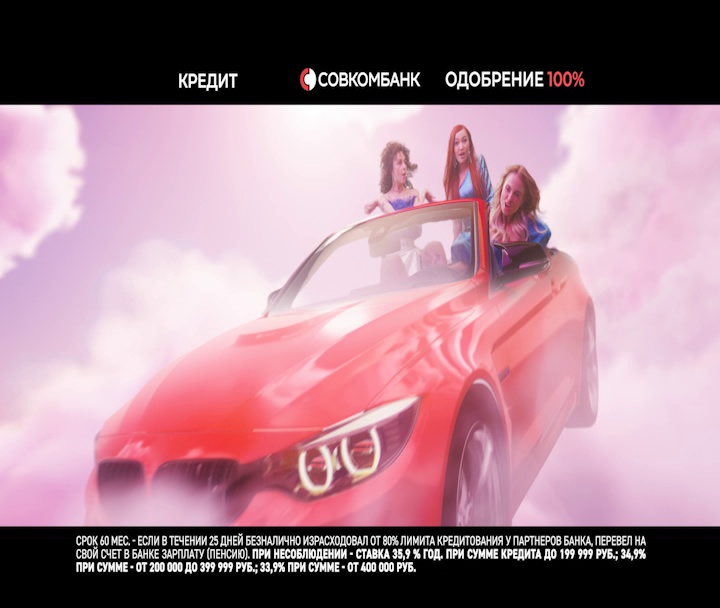 КРЕДИТ СОВКОМБАНК ОДОБРЕНИЕ 100%
СРОК 60 МЕС. - ЕСЛИ В ТЕЧЕНИИ 25 ДНЕЙ БЕЗНАЛИЧНО ИЗРАСХОДОВАЛ ОТ 80% ЛИМИТА КРЕДИТОВАНИЯ У ПАРТНЕРОВ БАНКА, ПЕРЕВЕЛ НА
СВОЙ СЧЕТ В БАНКЕ ЗАРПЛАТУ (ПЕНСИЮ). ПРИ НЕСОБЛЮДЕНИИ - СТАВКА 35,9 % ГОД. ПРИ СУММЕ КРЕДИТА ДО 199 999 РУБ.; 34,9%
ПРИ СУММЕ - ОТ 200 000 ДО 399 999 РУБ.; 33,9% ПРИ СУММЕ - ОТ 400 000 РУБ.